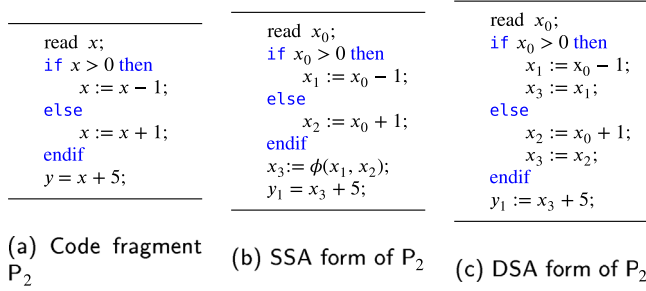 read x;
if x > 0 then
x := x − 1;
else
x := x + 1;
endif
y = x + 5;
(a) Code fragment
P₂
read x₀;
if x₀ > 0 then
x₁ := x₀ − 1;
else
x₂ := x₀ + 1;
endif
x₃:= ϕ(x₁, x₂);
y₁ = x₃ + 5;
(b) SSA form of P₂
read x₀;
if x₀ > 0 then
x₁ := x₀ − 1;
x₃ := x₁;
else
x₂ := x₀ + 1;
x₃ := x₂;
endif
y₁ := x₃ + 5;
(c) DSA form of P₂